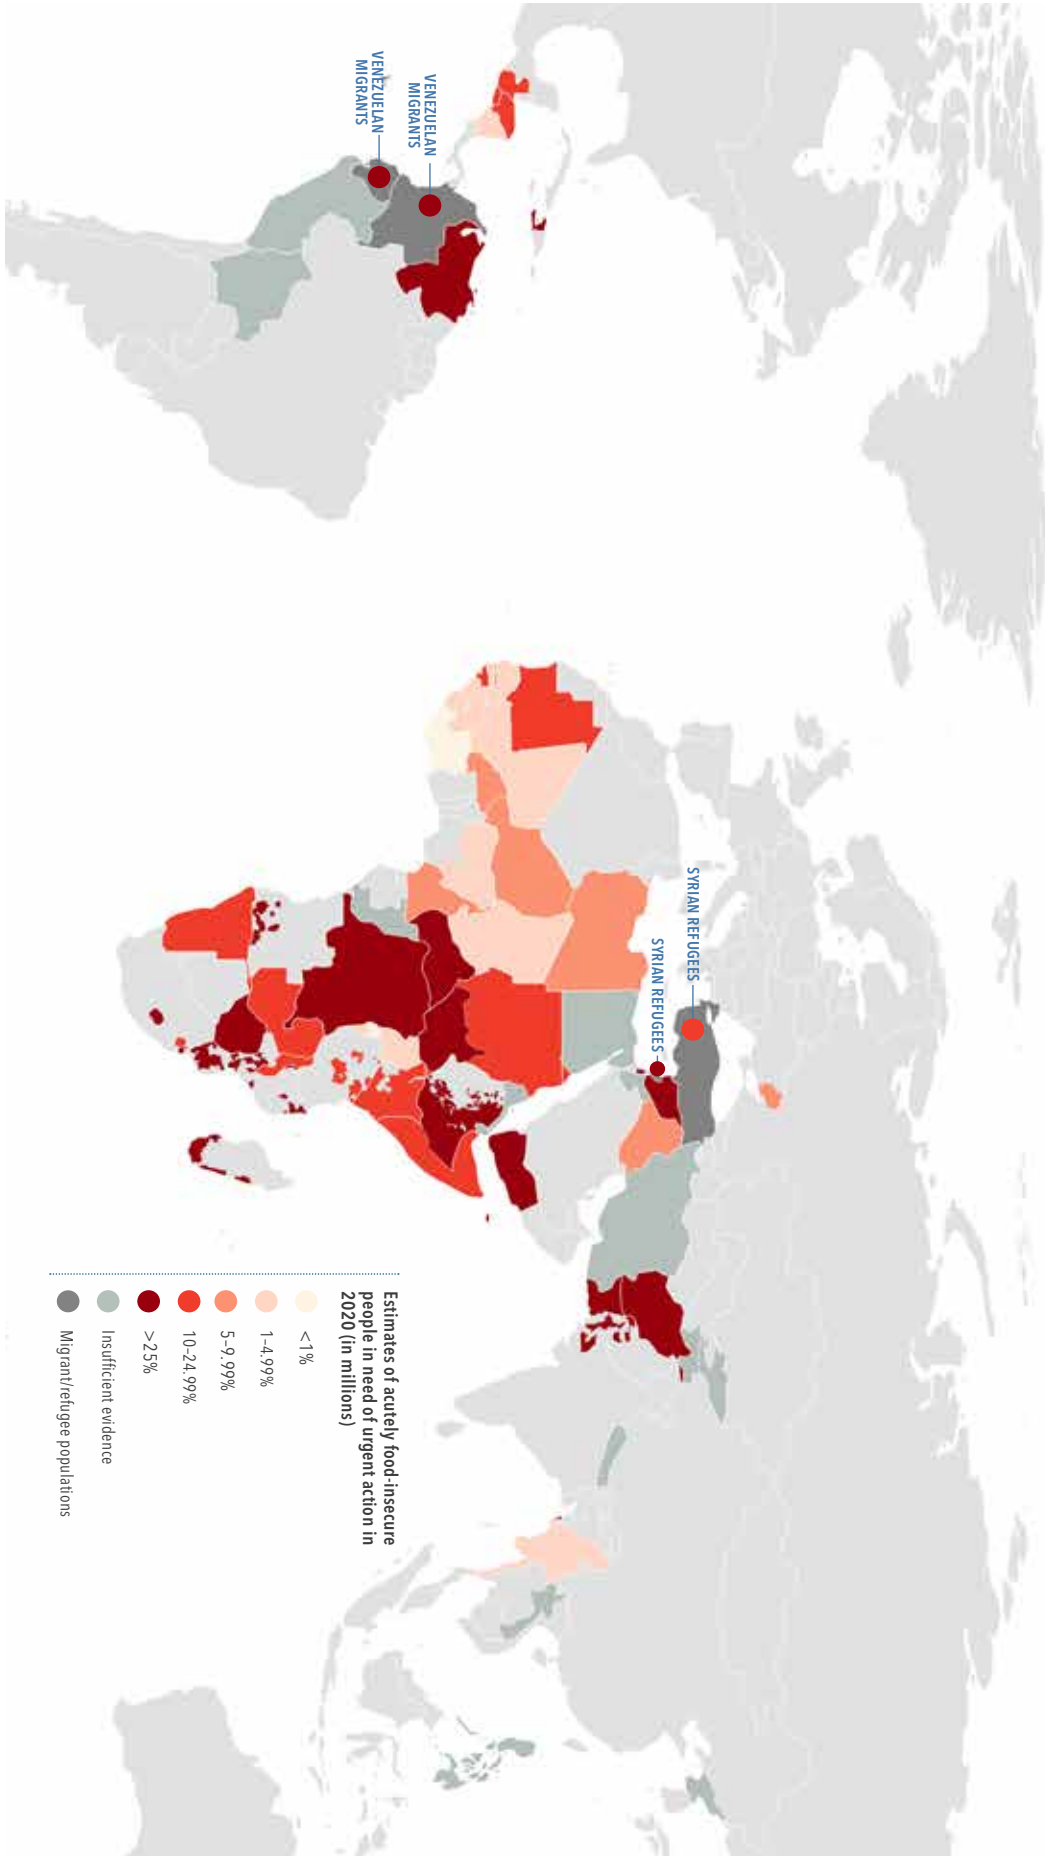 VENEZUELAN
MIGRANTS
VENEZUELAN
MIGRANTS
SYRIAN REFUGEES
SYRIAN REFUGEES
Estimates of acutely food-insecure
people in need of urgent action in
2020 (in millions)
<1%
1-4.99%
5-9.99%
10-24.99%
>25%
Insufficient evidence
Migrant/refugee populations